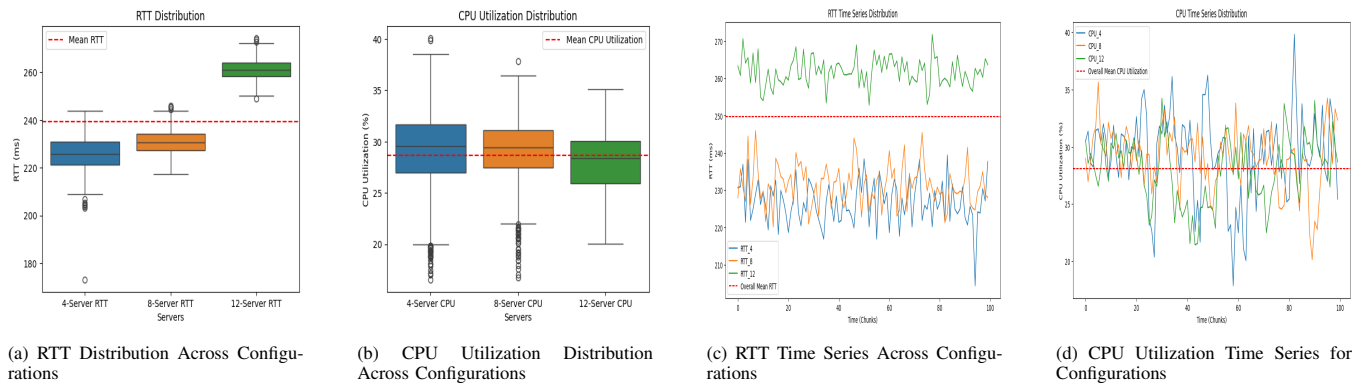 RTT Distribution
Mean RTT
RTT (ms)
260
240
220
200
180
4-Server RTT
8-Server RTT
12-Server RTT
Servers
(a) RTT Distribution Across Configu-
rations
CPU Utilization Distribution
Mean CPU Utilization
CPU Utilization (%)
40
35
30
25
20
4-Server CPU
8-Server CPU
12-Server CPU
Servers
(b) CPU Utilization Distribution
Across Configurations
RTT Time Series Distribution
RTT (ms)
270
260
250
240
230
220
210
RTT_4
RTT_8
RTT_12
Overall Mean RTT
0
20
40
60
80
100
Time (Chunks)
(c) RTT Time Series Across Configu-
rations
CPU Time Series Distribution
CPU_4
CPU_8
CPU_12
Overall Mean CPU Utilization
CPU Utilization (%)
40
35
30
25
20
0
20
40
60
80
100
Time (Chunks)
(d) CPU Utilization Time Series for
Configurations